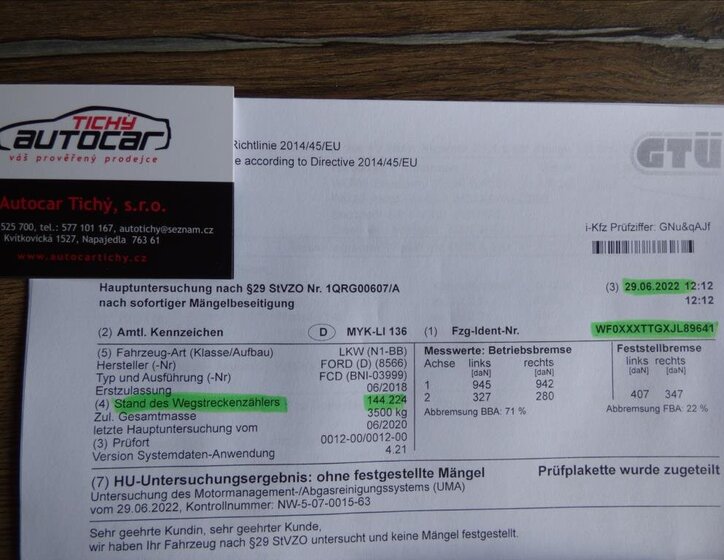 TICHÝ
autocar
váš prověřený prodejce
Autocar Tichý, s.r.o.
525 700, tel.: 577 101 167, autotichy@seznam.cz
Kvítkovická 1527, Napajedla 763 61
www.autocartichy.cz
Richtlinie 2014/45/EU
e according to Directive 2014/45/EU
GTÜ
i-Kfz Prüfziffer: GNu&qAJf
Hauptuntersuchung nach §29 StVZO Nr. 1QRG00607/A
nach sofortiger Mängelbeseitigung
(3) 29.06.2022 12:12
12:12
(2) Amtl. Kennzeichen D MYK-LI 136 (1) Fzg-Ident-Nr. WF0XXXTTGXJL89641
(5) Fahrzeug-Art (Klasse/Aufbau) LKW (N1-BB)
Hersteller (-Nr) FORD (D) (8566)
Typ und Ausführung (-Nr) FCD (BNI-03999)
Erstzulassung 06/2018
(4) Stand des Wegstreckenzählers 144.224
Zul. Gesamtmasse 3500 kg
letzte Hauptuntersuchung vom 06/2020
(3) Prüfort 0012-00/0012-00
Version Systemdaten-Anwendung 4.21
Messwerte: Betriebsbremse
Achse links rechts
[daN] [daN]
1 945 942
2 327 280
Abbremsung BBA: 71 %
Feststellbremse
links rechts
[daN] [daN]
407 347
Abbremsung FBA: 22 %
(7) HU-Untersuchungsergebnis: ohne festgestellte Mängel Prüfplakette wurde zugeteilt
Untersuchung des Motormanagement-/Abgasreinigungssystems (UMA)
vom 29.06.2022, Kontrollnummer: NW-5-07-0015-63
Sehr geehrte Kundin, sehr geehrter Kunde,
wir haben Ihr Fahrzeug nach §29 StVZO untersucht und keine Mängel festgestellt.